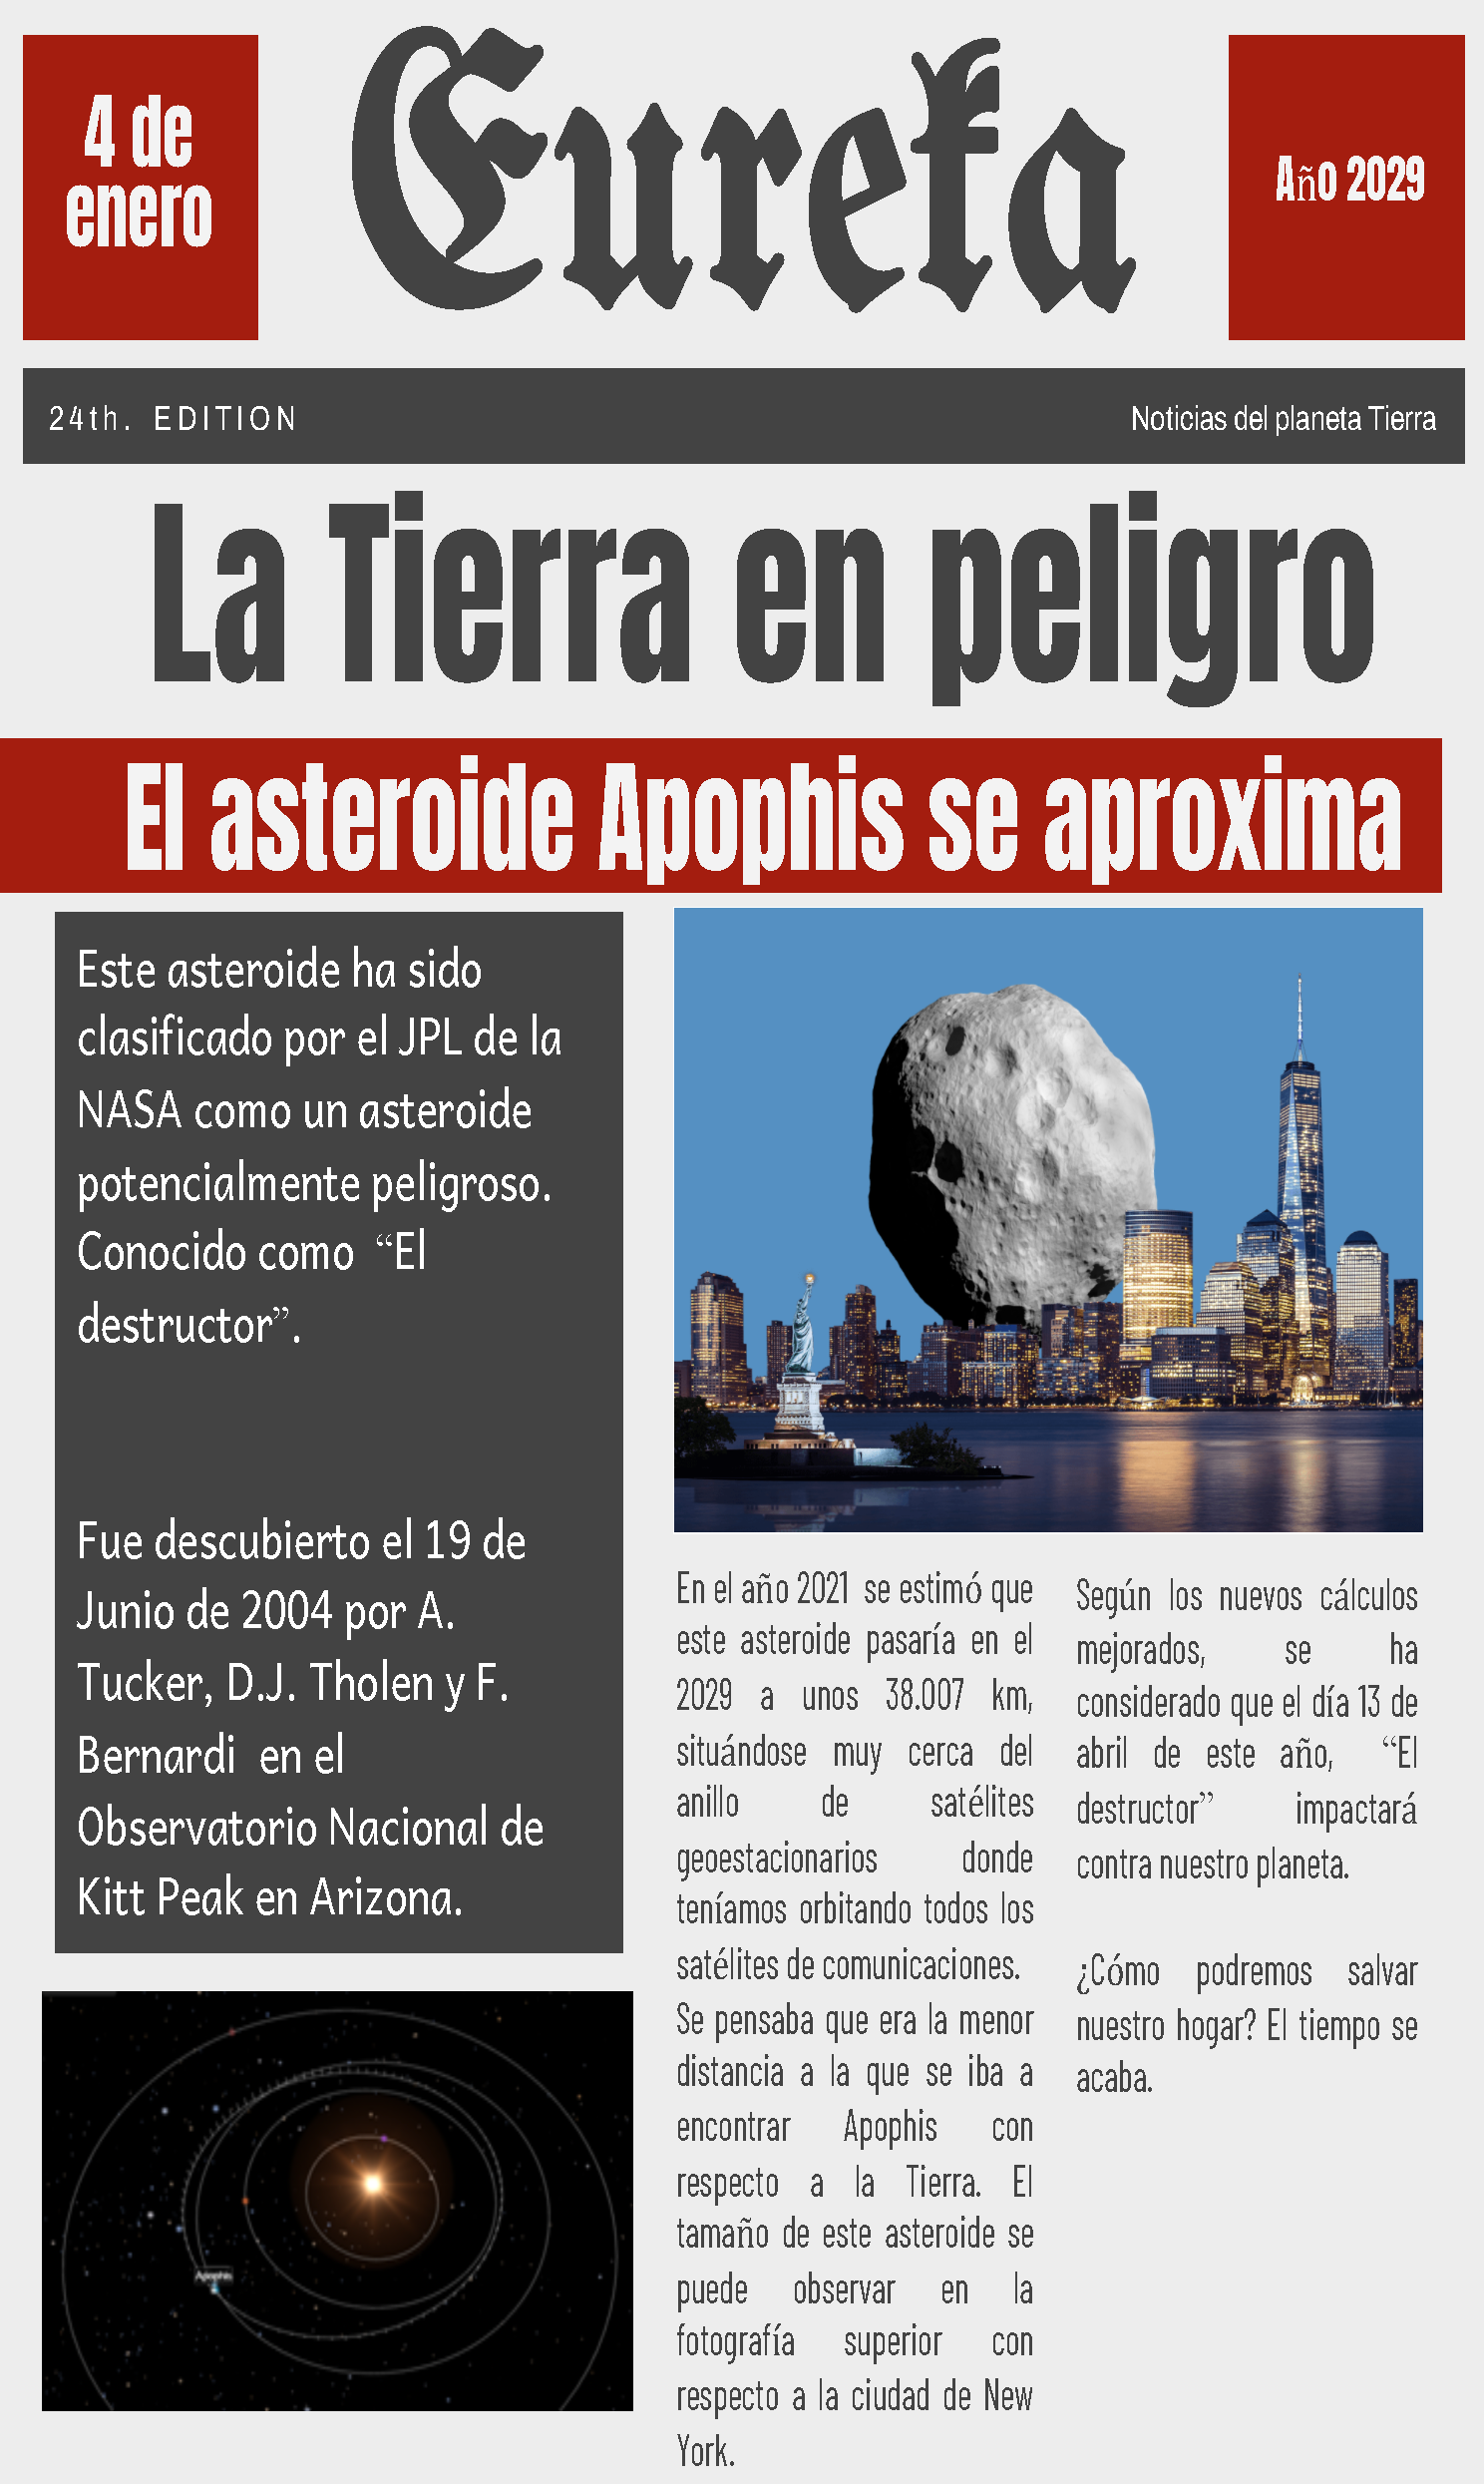 4 de
enero
Eureka
Año 2029
24th. EDITION
Noticias del planeta Tierra
La Tierra en peligro
El asteroide Apophis se aproxima
Este asteroide ha sido
clasificado por el JPL de la
NASA como un asteroide
potencialmente peligroso.
Conocido como “El
destructor”.
Fue descubierto el 19 de
Junio de 2004 por A.
Tucker, D.J. Tholen y F.
Bernardi en el
Observatorio Nacional de
Kitt Peak en Arizona.
Apophis
En el año 2021 se estimó que
este asteroide pasaría en el
2029 a unos 38.007 km,
situándose muy cerca del
anillo de satélites
geoestacionarios donde
teníamos orbitando todos los
satélites de comunicaciones.
Se pensaba que era la menor
distancia a la que se iba a
encontrar Apophis con
respecto a la Tierra. El
tamaño de este asteroide se
puede observar en la
fotografía superior con
respecto a la ciudad de New
York.
Según los nuevos cálculos
mejorados, se ha
considerado que el día 13 de
abril de este año, “El
destructor” impactará
contra nuestro planeta.
¿Cómo podremos salvar
nuestro hogar? El tiempo se
acaba.